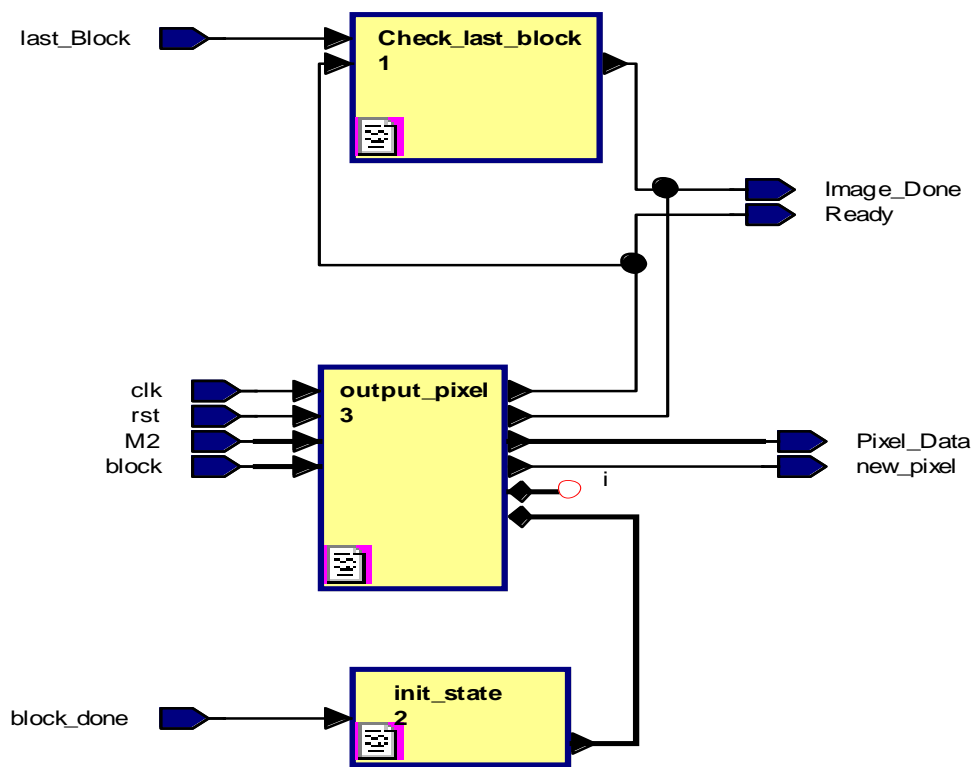 last_Block
Check_last_block
1
Image_Done
Ready
clk
rst
M2
block
output_pixel
3
Pixel_Data
new_pixel
i
block_done
init_state
2